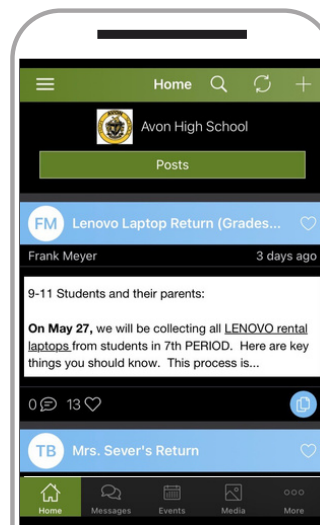 Home
Avon High School
Posts
FM Lenovo Laptop Return (Grades...
Frank Meyer 3 days ago
9-11 Students and their parents:
On May 27, we will be collecting all LENOVO rental
laptops from students in 7th PERIOD. Here are key
things you should know. This process is...
0 13
TB Mrs. Sever's Return
Home Messages Events Media More